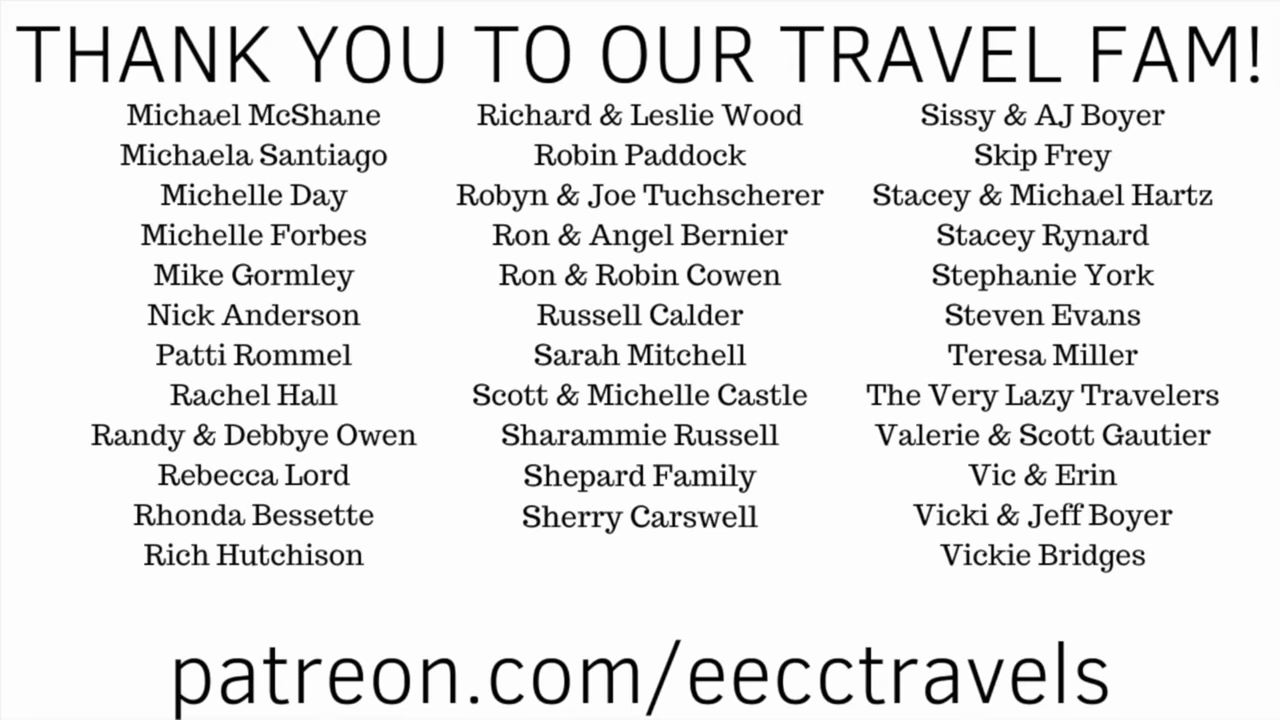 THANK YOU TO OUR TRAVEL FAM!
Michael McShane
Michaela Santiago
Michelle Day
Michelle Forbes
Mike Gormley
Nick Anderson
Patti Rommel
Rachel Hall
Randy & Debbye Owen
Rebecca Lord
Rhonda Bessette
Rich Hutchison
Richard & Leslie Wood
Robin Paddock
Robyn & Joe Tuchscherer
Ron & Angel Bernier
Ron & Robin Cowen
Russell Calder
Sarah Mitchell
Scott & Michelle Castle
Sharammie Russell
Shepard Family
Sherry Carswell
Sissy & AJ Boyer
Skip Frey
Stacey & Michael Hartz
Stacey Rynard
Stephanie York
Steven Evans
Teresa Miller
The Very Lazy Travelers
Valerie & Scott Gautier
Vic & Erin
Vicki & Jeff Boyer
Vickie Bridges
patreon.com/eecctravels